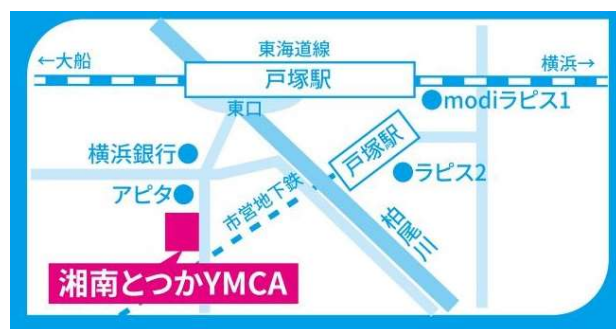 ←大船
東海道線
戸塚駅
横浜→
東口
modiラピス1
横浜銀行
戸塚駅
ラピス2
アピタ
市営地下鉄
柏尾川
湘南とつかYMCA